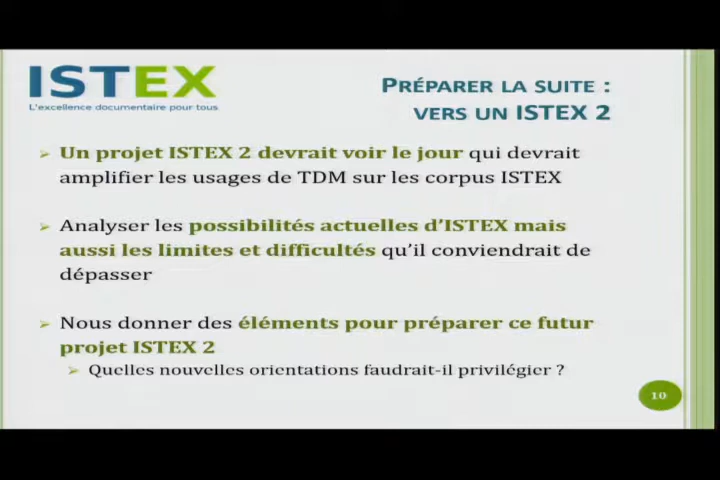 ISTEX
L'excellence documentaire pour tous
PRÉPARER LA SUITE :
VERS UN ISTEX 2
Un projet ISTEX 2 devrait voir le jour qui devrait
amplifier les usages de TDM sur les corpus ISTEX
Analyser les possibilités actuelles d'ISTEX mais
aussi les limites et difficultés qu'il conviendrait de
dépasser
Nous donner des éléments pour préparer ce futur
projet ISTEX 2
Quelles nouvelles orientations faudrait-il privilégier ?
10